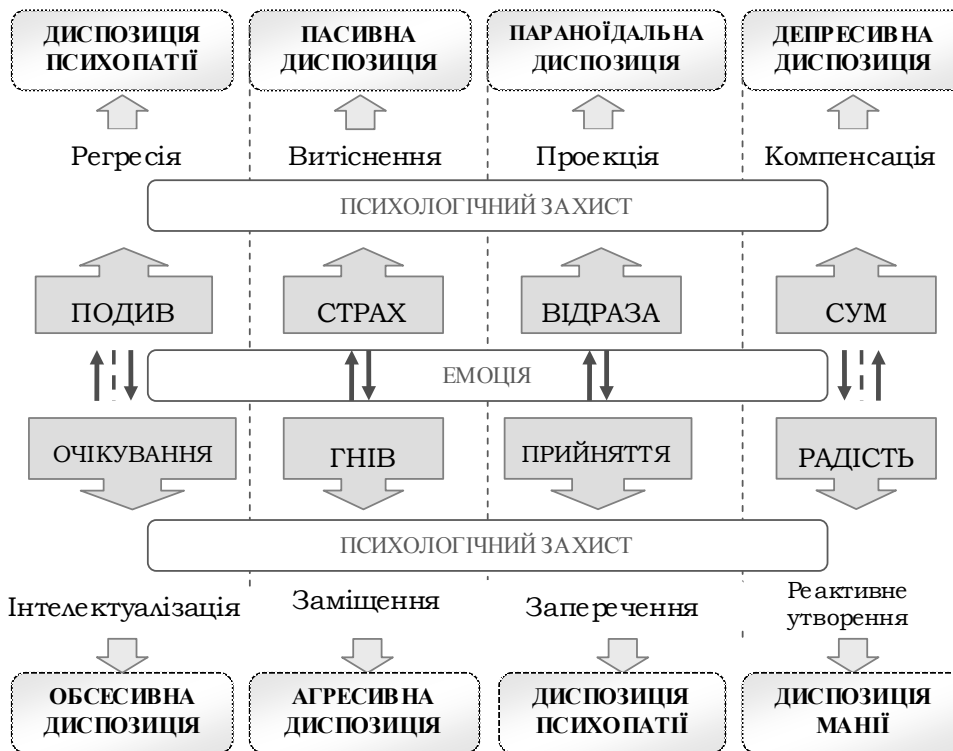 ДИСПОЗИЦІЯ
ПСИХОПАТІЇ
ПАСИВНА
ДИСПОЗИЦІЯ
ПАРАНОЇДАЛЬНА
ДИСПОЗИЦІЯ
ДЕПРЕСИВНА
ДИСПОЗИЦІЯ
Регресія
Витіснення
Проекція
Компенсація
ПСИХОЛОГІЧНИЙ ЗАХИСТ
ПОДИВ
СТРАХ
ВІДРАЗА
СУМ
ЕМОЦІЯ
ОЧІКУВАННЯ
ГНІВ
ПРИЙНЯТТЯ
РАДІСТЬ
ПСИХОЛОГІЧНИЙ ЗАХИСТ
Інтелектуалізація
Заміщення
Заперечення
Реактивне
утворення
ОБСЕСИВНА
ДИСПОЗИЦІЯ
АГРЕСИВНА
ДИСПОЗИЦІЯ
ДИСПОЗИЦІЯ
ПСИХОПАТІЇ
ДИСПОЗИЦІЯ
МАНІЇ